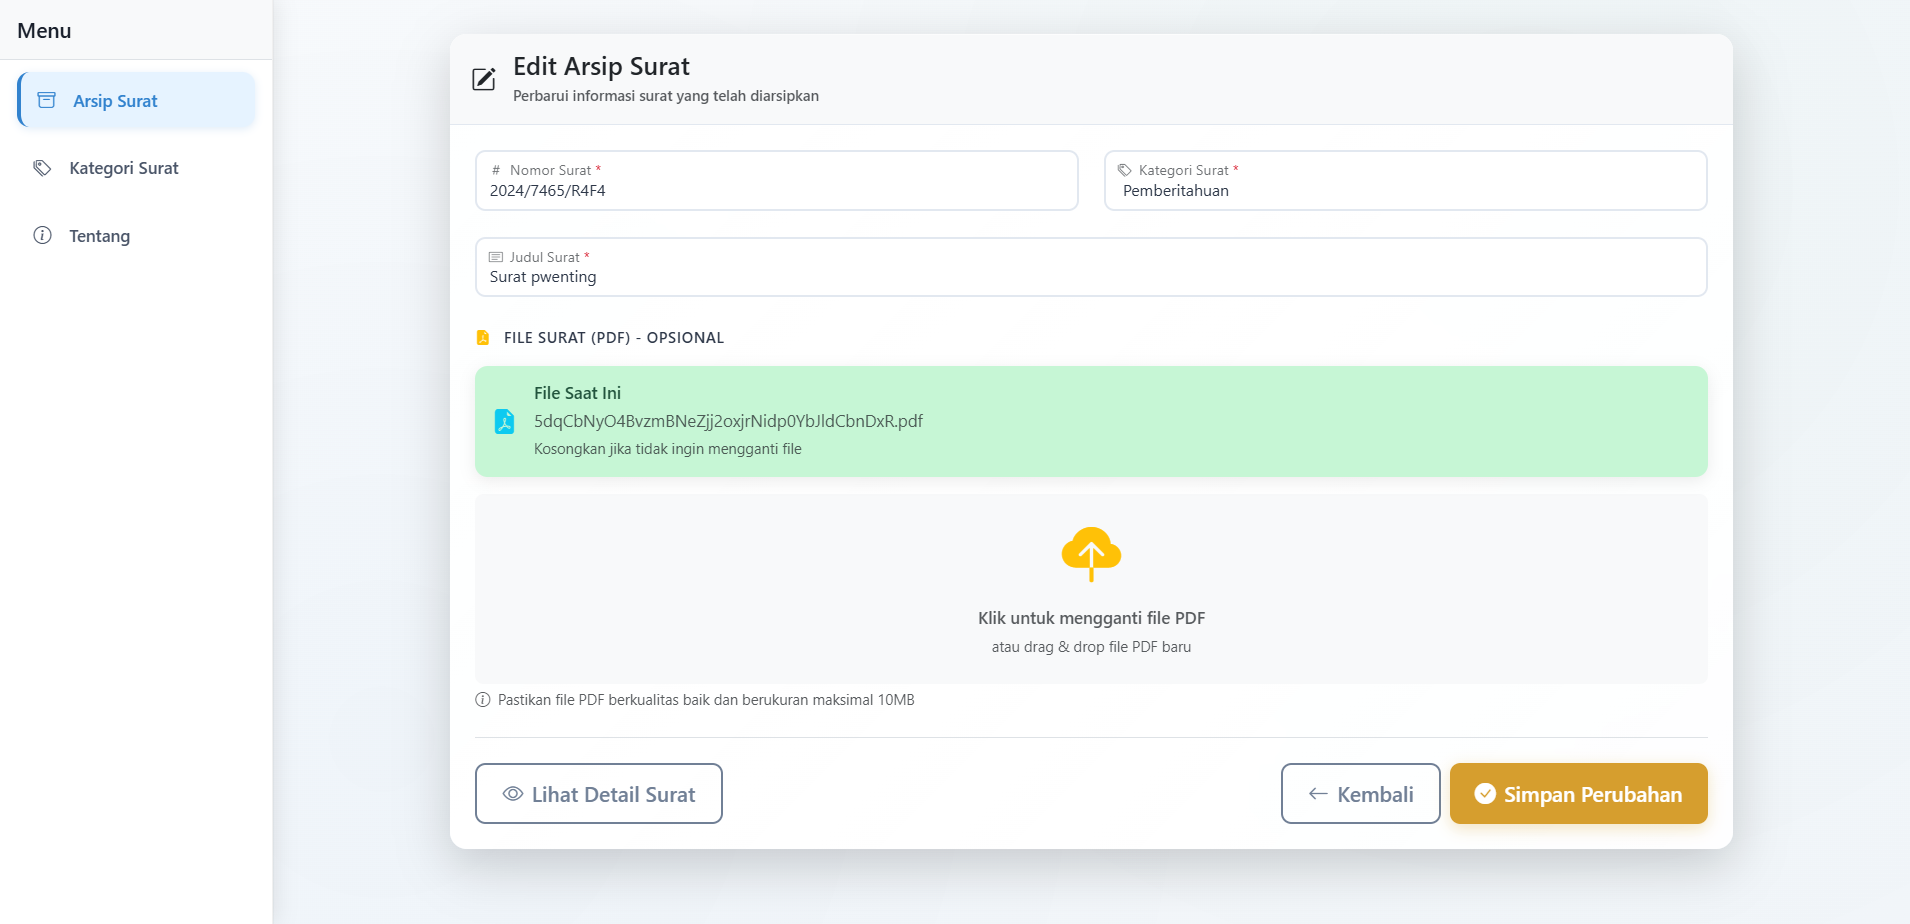 Menu
Arsip Surat
Kategori Surat
Tentang
Edit Arsip Surat
Perbarui informasi surat yang telah diarsipkan
# Nomor Surat *
2024/7465/R4F4
Kategori Surat *
Pemberitahuan
Judul Surat *
Surat pwenting
FILE SURAT (PDF) - OPSIONAL
File Saat Ini
5dqCbNyO4BvzmBNeZjj2oxjrNidp0YbJldCbnDxR.pdf
Kosongkan jika tidak ingin mengganti file
Klik untuk mengganti file PDF
atau drag & drop file PDF baru
Pastikan file PDF berkualitas baik dan berukuran maksimal 10MB
Lihat Detail Surat
Kembali
Simpan Perubahan